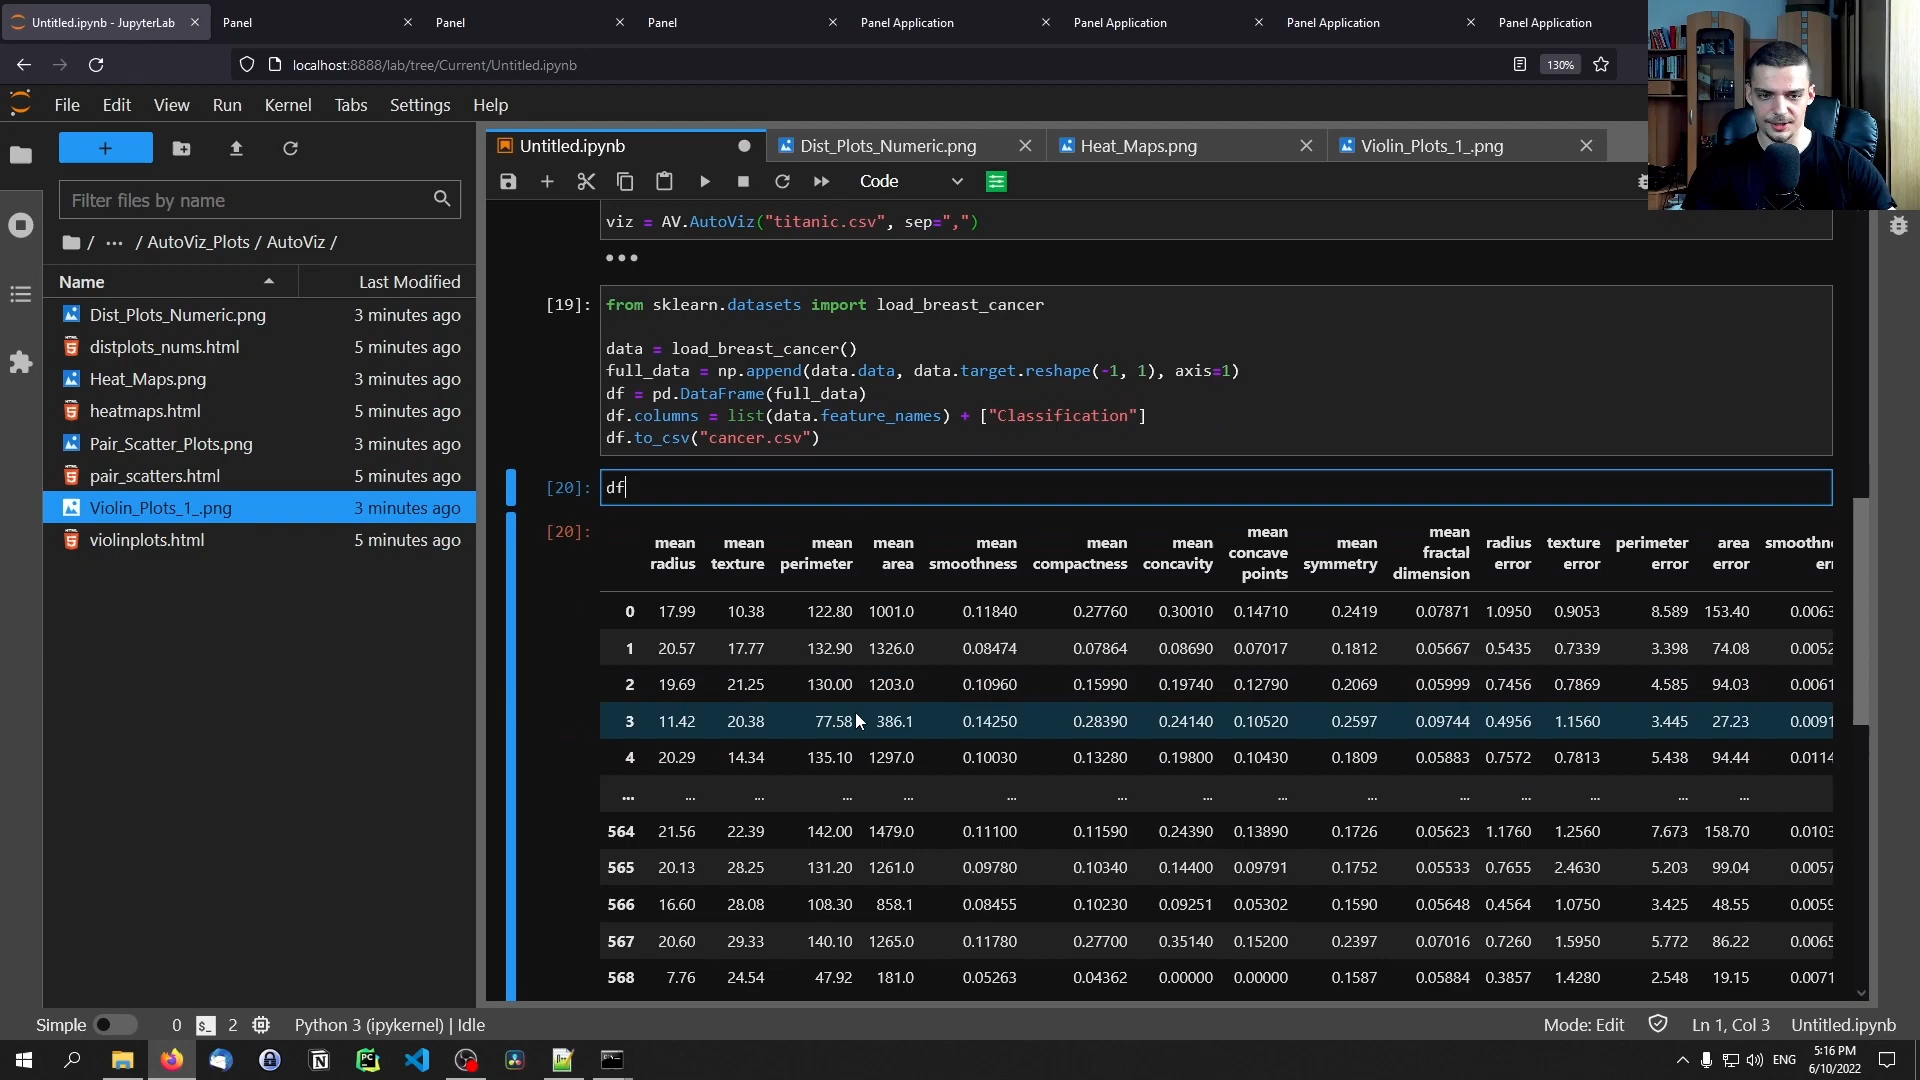 Untitled.ipynb - JupyterLab
Panel
Panel
Panel
Panel Application
Panel Application
Panel Application
Panel Application
localhost:8888/lab/tree/Current/Untitled.ipynb
130%
File Edit View Run Kernel Tabs Settings Help
Untitled.ipynb
Dist_Plots_Numeric.png
Heat_Maps.png
Violin_Plots_1_.png
Code
Filter files by name
/ ··· / AutoViz_Plots / AutoViz /
Name Last Modified
Dist_Plots_Numeric.png 3 minutes ago
distplots_nums.html 5 minutes ago
Heat_Maps.png 3 minutes ago
heatmaps.html 5 minutes ago
Pair_Scatter_Plots.png 3 minutes ago
pair_scatters.html 5 minutes ago
Violin_Plots_1_.png 3 minutes ago
violinplots.html 5 minutes ago
viz = AV.AutoViz("titanic.csv", sep=",")
•••
[19]: from sklearn.datasets import load_breast_cancer
data = load_breast_cancer()
full_data = np.append(data.data, data.target.reshape(-1, 1), axis=1)
df = pd.DataFrame(full_data)
df.columns = list(data.feature_names) + ["Classification"]
df.to_csv("cancer.csv")
[20]: df
[20]:
mean radius mean texture mean perimeter mean area mean smoothness mean compactness mean concavity mean concave points mean symmetry mean fractal dimension radius error texture error perimeter error area error smoothn err
0 17.99 10.38 122.80 1001.0 0.11840 0.27760 0.30010 0.14710 0.2419 0.07871 1.0950 0.9053 8.589 153.40 0.0063
1 20.57 17.77 132.90 1326.0 0.08474 0.07864 0.08690 0.07017 0.1812 0.05667 0.5435 0.7339 3.398 74.08 0.0052
2 19.69 21.25 130.00 1203.0 0.10960 0.15990 0.19740 0.12790 0.2069 0.05999 0.7456 0.7869 4.585 94.03 0.0061
3 11.42 20.38 77.58 386.1 0.14250 0.28390 0.24140 0.10520 0.2597 0.09744 0.4956 1.1560 3.445 27.23 0.0091
4 20.29 14.34 135.10 1297.0 0.10030 0.13280 0.19800 0.10430 0.1809 0.05883 0.7572 0.7813 5.438 94.44 0.0114
... ... ... ... ... ... ... ... ... ... ... ... ... ... ...
564 21.56 22.39 142.00 1479.0 0.11100 0.11590 0.24390 0.13890 0.1726 0.05623 1.1760 1.2560 7.673 158.70 0.0103
565 20.13 28.25 131.20 1261.0 0.09780 0.10340 0.14400 0.09791 0.1752 0.05533 0.7655 2.4630 5.203 99.04 0.0057
566 16.60 28.08 108.30 858.1 0.08455 0.10230 0.09251 0.05302 0.1590 0.05648 0.4564 1.0750 3.425 48.55 0.0059
567 20.60 29.33 140.10 1265.0 0.11780 0.27700 0.35140 0.15200 0.2397 0.07016 0.7260 1.5950 5.772 86.22 0.0065
568 7.76 24.54 47.92 181.0 0.05263 0.04362 0.00000 0.00000 0.1587 0.05884 0.3857 1.4280 2.548 19.15 0.0071
Simple 0 2 Python 3 (ipykernel) | Idle Mode: Edit Ln 1, Col 3 Untitled.ipynb
ENG
5:16 PM
6/10/2022